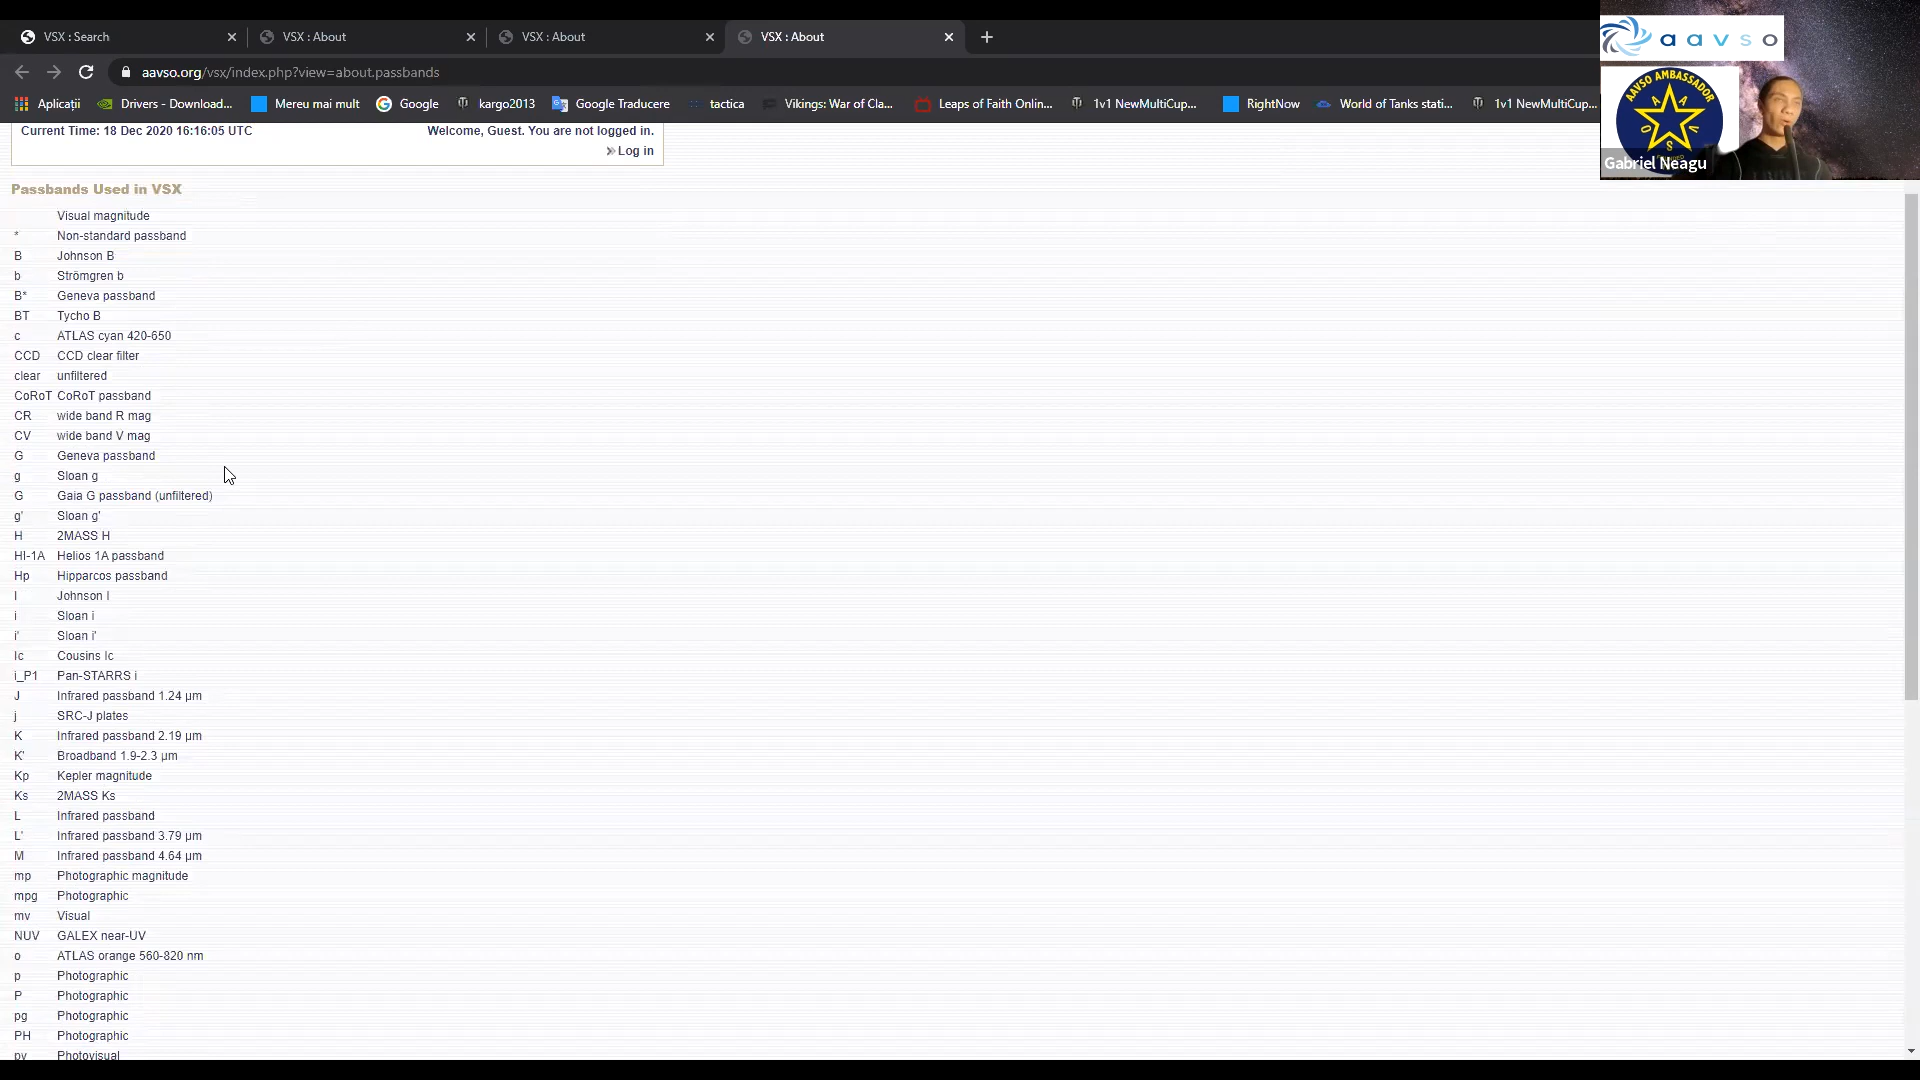 VSX : Search
VSX : About
VSX : About
VSX : About
aavso.org/vsx/index.php?view=about.passbands
Aplicații
Drivers - Download...
Mereu mai mult
Google
kargo2013
Google Traducere
tactica
Vikings: War of Cla...
Leaps of Faith Onlin...
1v1 NewMultiCup...
RightNow
World of Tanks stati...
1v1 NewMultiCup...
aavso
AAVSO AMBASSADOR
A A
V
O S
Gabriel Neagu
Current Time: 18 Dec 2020 16:16:05 UTC
Welcome, Guest. You are not logged in.
» Log in
Passbands Used in VSX
Visual magnitude
* Non-standard passband
B Johnson B
b Strömgren b
B* Geneva passband
BT Tycho B
c ATLAS cyan 420-650
CCD CCD clear filter
clear unfiltered
CoRoT CoRoT passband
CR wide band R mag
CV wide band V mag
G Geneva passband
g Sloan g
G Gaia G passband (unfiltered)
g' Sloan g'
H 2MASS H
HI-1A Helios 1A passband
Hp Hipparcos passband
I Johnson I
i Sloan i
i' Sloan i'
Ic Cousins Ic
i_P1 Pan-STARRS i
J Infrared passband 1.24 µm
j SRC-J plates
K Infrared passband 2.19 µm
K' Broadband 1.9-2.3 µm
Kp Kepler magnitude
Ks 2MASS Ks
L Infrared passband
L' Infrared passband 3.79 µm
M Infrared passband 4.64 µm
mp Photographic magnitude
mpg Photographic
mv Visual
NUV GALEX near-UV
o ATLAS orange 560-820 nm
p Photographic
P Photographic
pg Photographic
PH Photographic
pv Photovisual